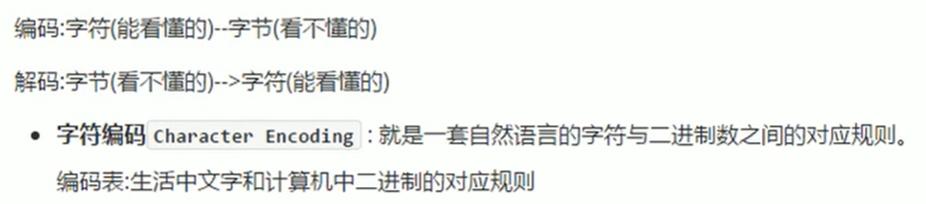 编码:字符(能看懂的)--字节(看不懂的)
解码:字节(看不懂的)-->字符(能看懂的)
• 字符编码 Character Encoding : 就是一套自然语言的字符与二进制数之间的对应规则。
编码表:生活中文字和计算机中二进制的对应规则